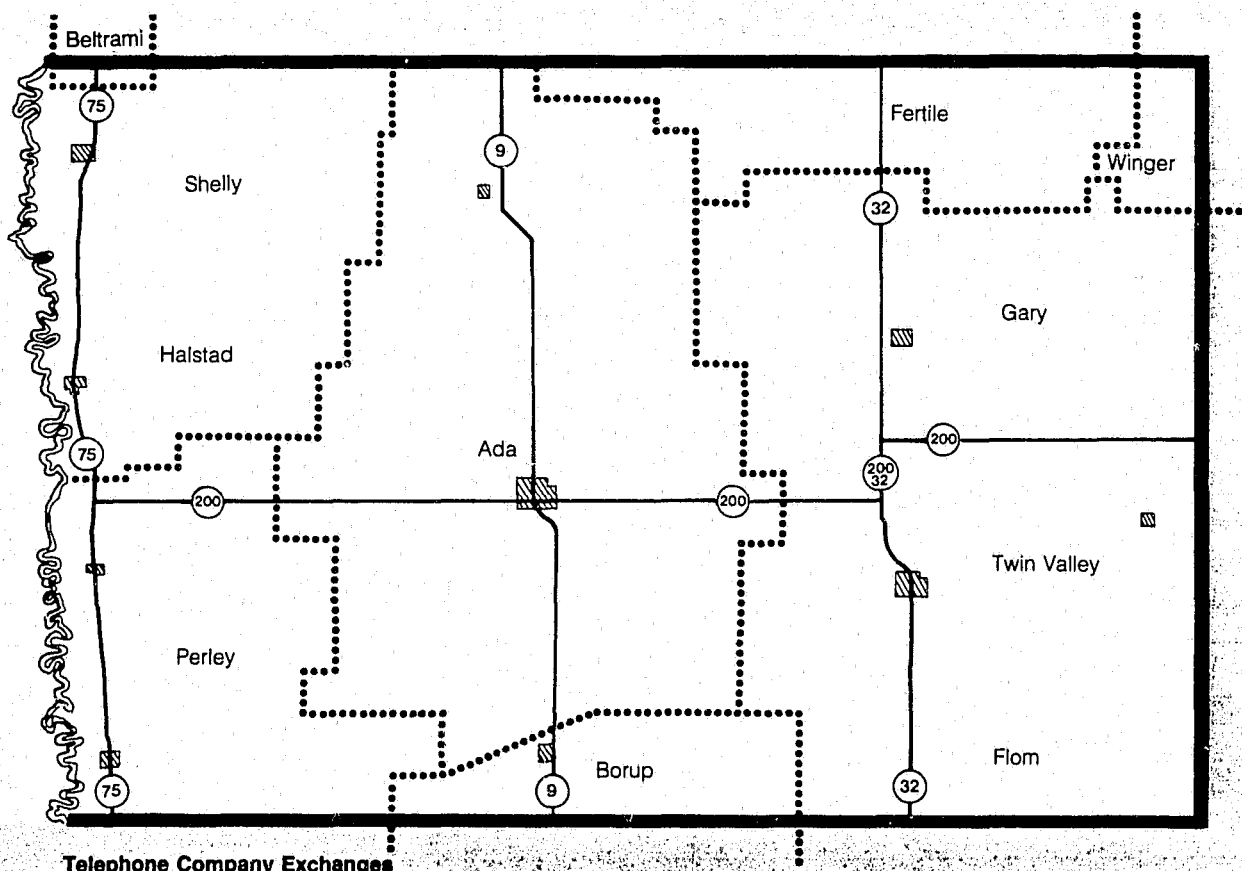 Beltrami
75
Fertile
9
Winger
Shelly
32
Gary
Halstad
Ada
75
200
200
32
200
200
Twin Valley
Perley
Flom
Borup
75
9
32
Telephone Company Exchanges